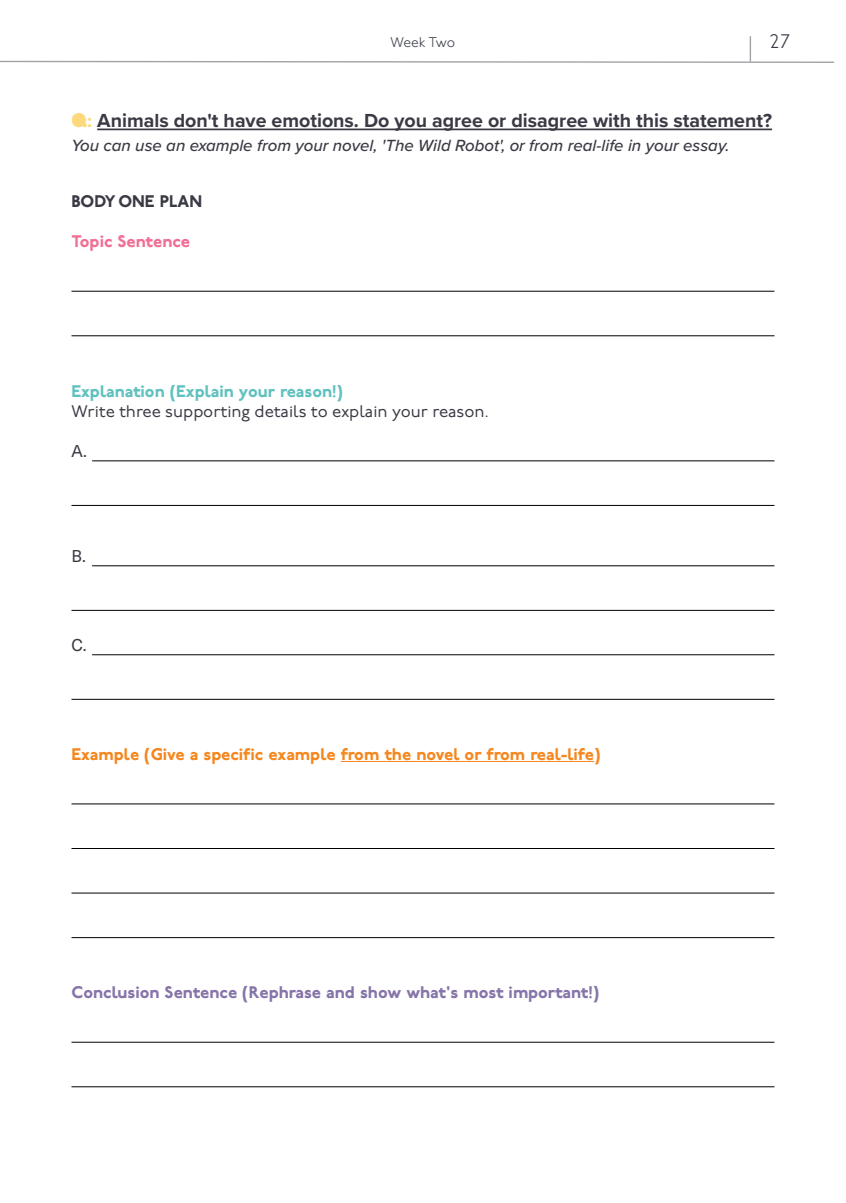 Week Two
27
Q: Animals don't have emotions. Do you agree or disagree with this statement?
You can use an example from your novel, 'The Wild Robot', or from real-life in your essay.
BODY ONE PLAN
Topic Sentence
Explanation (Explain your reason!)
Write three supporting details to explain your reason.
A.
B.
C.
Example (Give a specific example from the novel or from real-life)
Conclusion Sentence (Rephrase and show what's most important!)